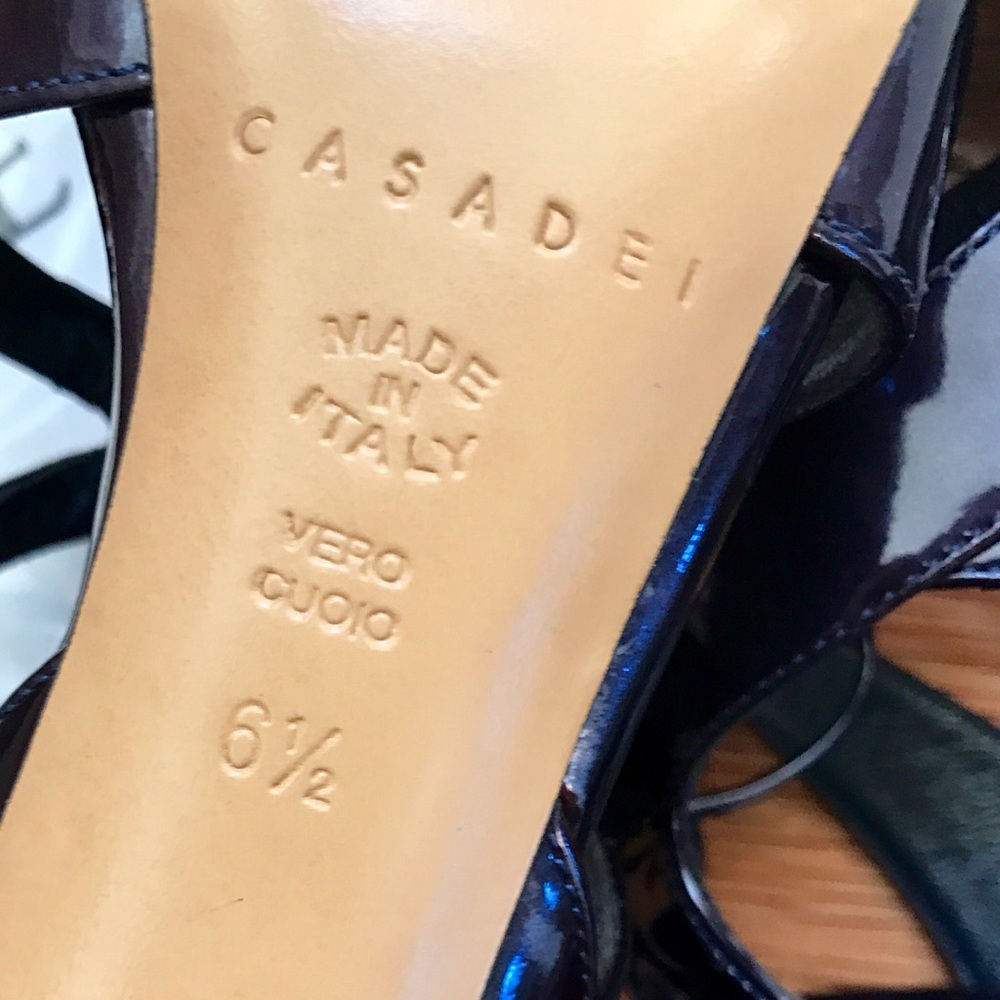 CASADEI
MADE
IN
ITALY
VERO
CUOIO
6½